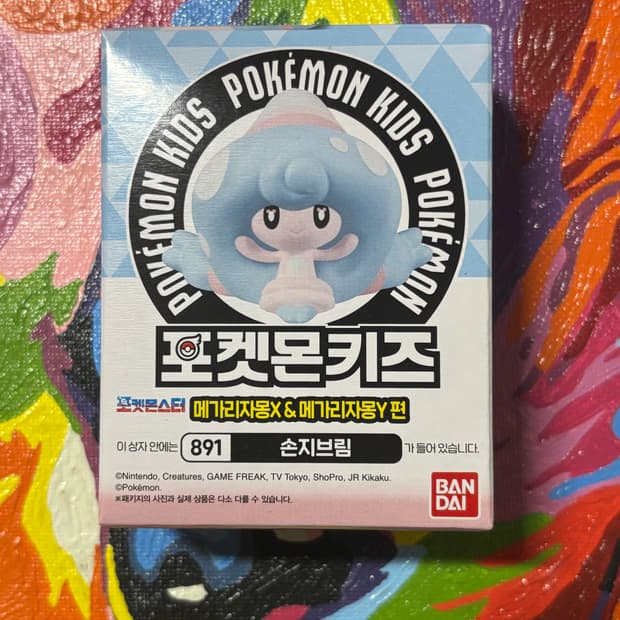 POKÉMON KIDS POKÉMON KIDS POKÉMON
포켓몬키즈
포켓몬스터 메가리자몽X & 메가리자몽Y 편
이 상자 안에는 891 손지브림 가 들어 있습니다.
©Nintendo, Creatures, GAME FREAK, TV Tokyo, ShoPro, JR Kikaku.
©Pokémon.
※패키지의 사진과 실제 상품은 다소 다를 수 있습니다.
BAN
DAI